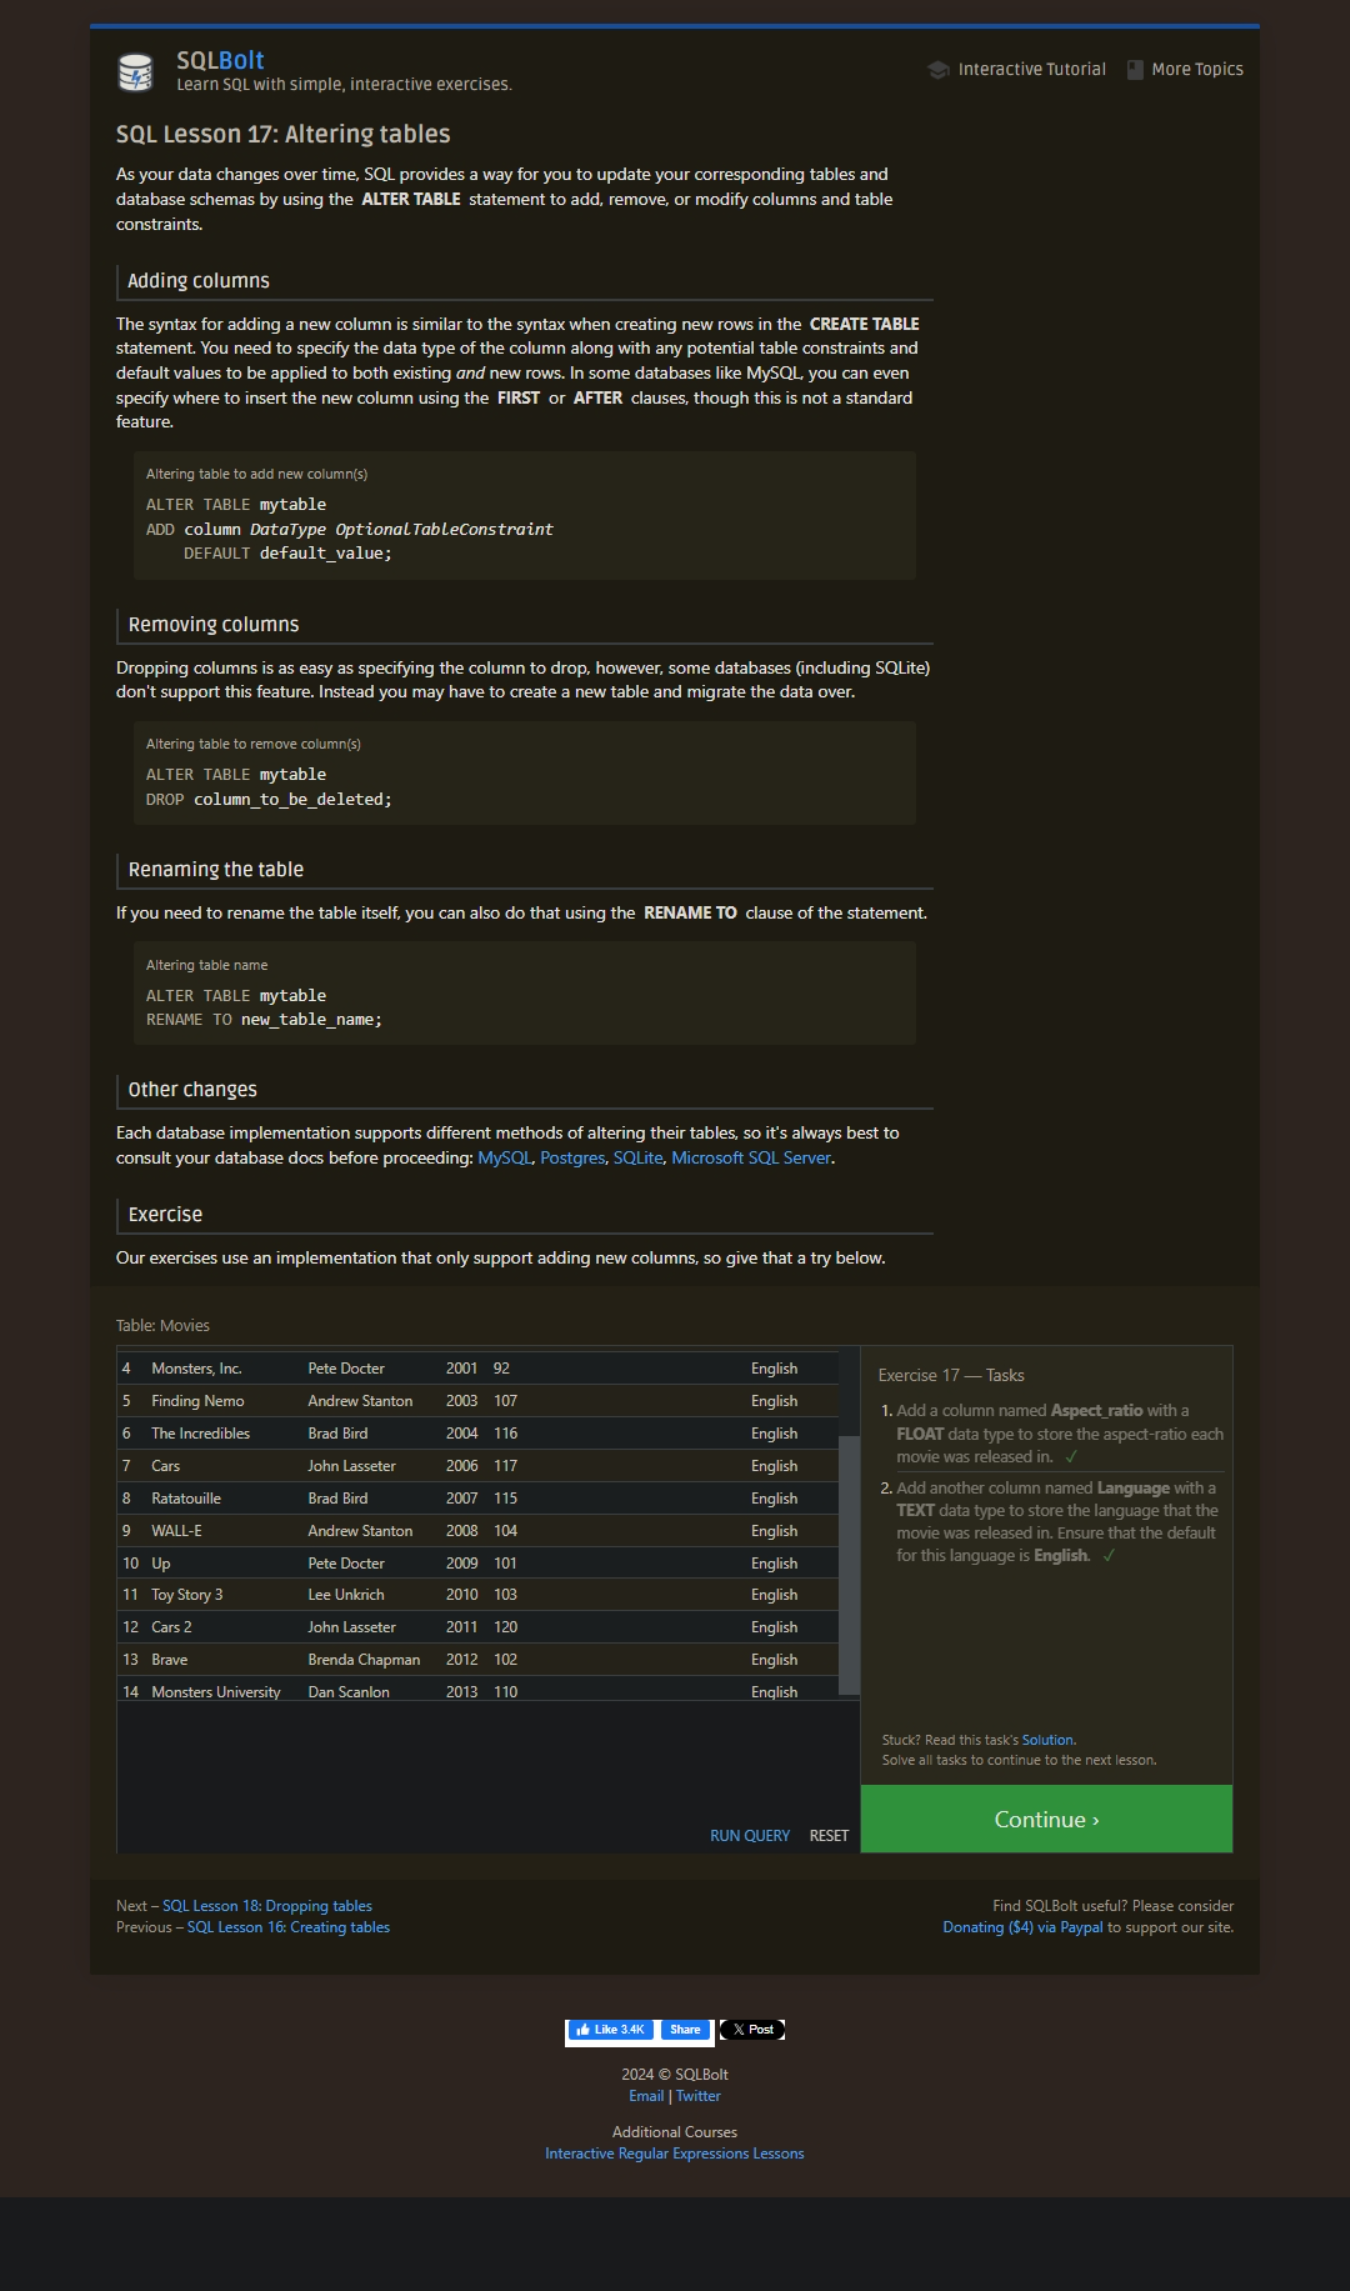 SQLBolt
Learn SQL with simple, interactive exercises.
Interactive Tutorial
More Topics
SQL Lesson 17: Altering tables
As your data changes over time, SQL provides a way for you to update your corresponding tables and
database schemas by using the ALTER TABLE statement to add, remove, or modify columns and table
constraints.
Adding columns
The syntax for adding a new column is similar to the syntax when creating new rows in the CREATE TABLE
statement. You need to specify the data type of the column along with any potential table constraints and
default values to be applied to both existing and new rows. In some databases like MySQL, you can even
specify where to insert the new column using the FIRST or AFTER clauses, though this is not a standard
feature.
Altering table to add new column(s)
ALTER TABLE mytable
ADD column DataType OptionalTableConstraint
DEFAULT default_value;
Removing columns
Dropping columns is as easy as specifying the column to drop, however, some databases (including SQLite)
don't support this feature. Instead you may have to create a new table and migrate the data over.
Altering table to remove column(s)
ALTER TABLE mytable
DROP column_to_be_deleted;
Renaming the table
If you need to rename the table itself, you can also do that using the RENAME TO clause of the statement.
Altering table name
ALTER TABLE mytable
RENAME TO new_table_name;
Other changes
Each database implementation supports different methods of altering their tables, so it's always best to
consult your database docs before proceeding: MySQL, Postgres, SQLite, Microsoft SQL Server.
Exercise
Our exercises use an implementation that only support adding new columns, so give that a try below.
Table: Movies
4 Monsters, Inc. Pete Docter 2001 92 English
5 Finding Nemo Andrew Stanton 2003 107 English
6 The Incredibles Brad Bird 2004 116 English
7 Cars John Lasseter 2006 117 English
8 Ratatouille Brad Bird 2007 115 English
9 WALL-E Andrew Stanton 2008 104 English
10 Up Pete Docter 2009 101 English
11 Toy Story 3 Lee Unkrich 2010 103 English
12 Cars 2 John Lasseter 2011 120 English
13 Brave Brenda Chapman 2012 102 English
14 Monsters University Dan Scanlon 2013 110 English
RUN QUERY RESET
Exercise 17 — Tasks
1. Add a column named Aspect_ratio with a
FLOAT data type to store the aspect-ratio each
movie was released in. ✓
2. Add another column named Language with a
TEXT data type to store the language that the
movie was released in. Ensure that the default
for this language is English. ✓
Stuck? Read this task's Solution.
Solve all tasks to continue to the next lesson.
Continue ›
Next – SQL Lesson 18: Dropping tables
Previous – SQL Lesson 16: Creating tables
Find SQLBolt useful? Please consider
Donating ($4) via Paypal to support our site.
Like 3.4K Share X Post
2024 © SQLBolt
Email | Twitter
Additional Courses
Interactive Regular Expressions Lessons